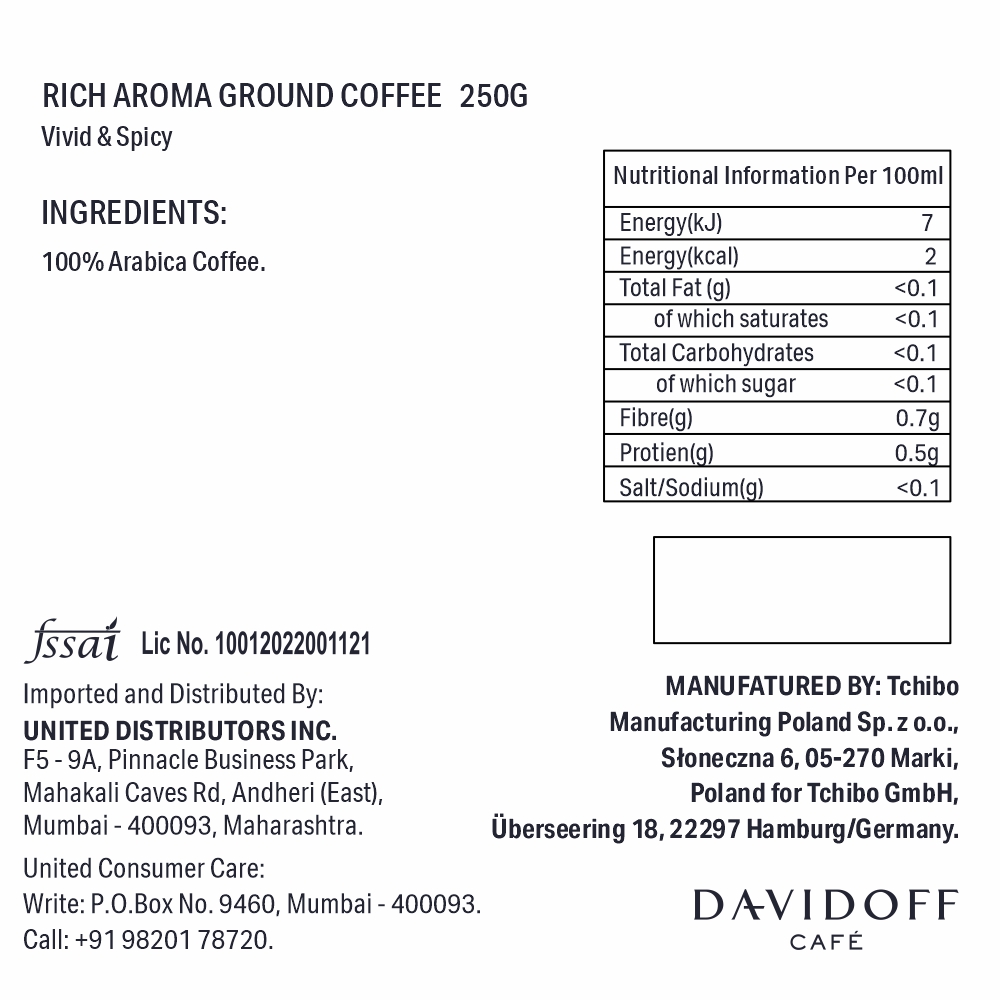 RICH AROMA GROUND COFFEE 250G
Vivid & Spicy
INGREDIENTS:
100% Arabica Coffee.
Nutritional Information Per 100ml
Energy(kJ) 7
Energy(kcal) 2
Total Fat (g) <0.1
of which saturates <0.1
Total Carbohydrates <0.1
of which sugar <0.1
Fibre(g) 0.7g
Protien(g) 0.5g
Salt/Sodium(g) <0.1
fssai Lic No. 10012022001121
Imported and Distributed By:
UNITED DISTRIBUTORS INC.
F5 - 9A, Pinnacle Business Park,
Mahakali Caves Rd, Andheri (East),
Mumbai - 400093, Maharashtra.
United Consumer Care:
Write: P.O.Box No. 9460, Mumbai - 400093.
Call: +91 98201 78720.
MANUFATURED BY: Tchibo
Manufacturing Poland Sp. z o.o.,
Słoneczna 6, 05-270 Marki,
Poland for Tchibo GmbH,
Überseering 18, 22297 Hamburg/Germany.
DAVIDOFF
CAFÉ